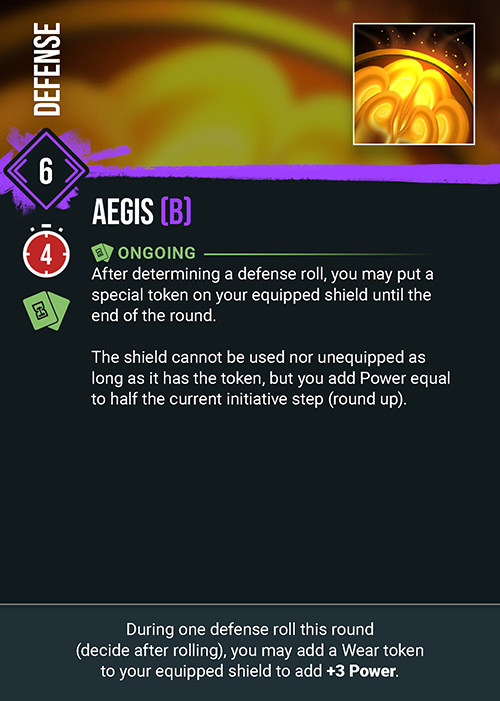 DEFENSE
6
AEGIS (B)
4
ONGOING
After determining a defense roll, you may put a
special token on your equipped shield until the
end of the round.
The shield cannot be used nor unequipped as
long as it has the token, but you add Power equal
to half the current initiative step (round up).
During one defense roll this round
(decide after rolling), you may add a Wear token
to your equipped shield to add +3 Power.